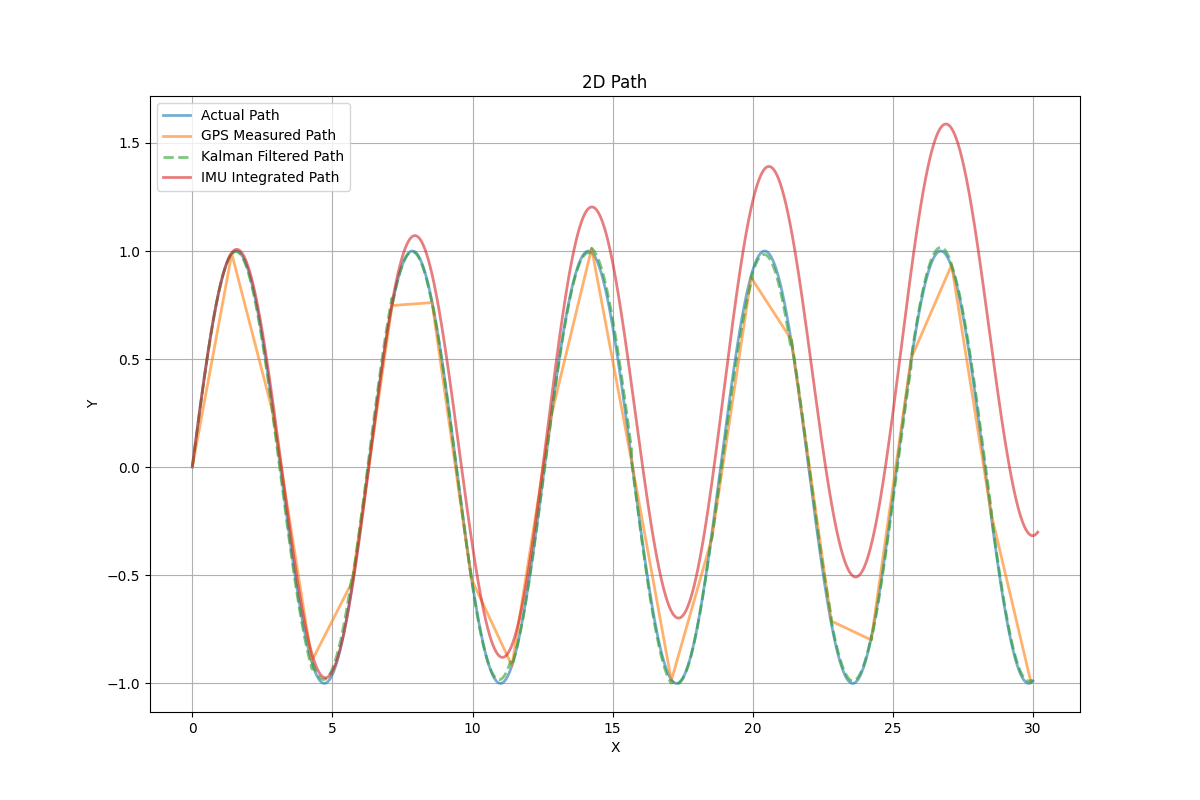 2D Path
Actual Path
GPS Measured Path
Kalman Filtered Path
IMU Integrated Path
1.5
1.0
0.5
0.0
−0.5
−1.0
Y
0 5 10 15 20 25 30
X